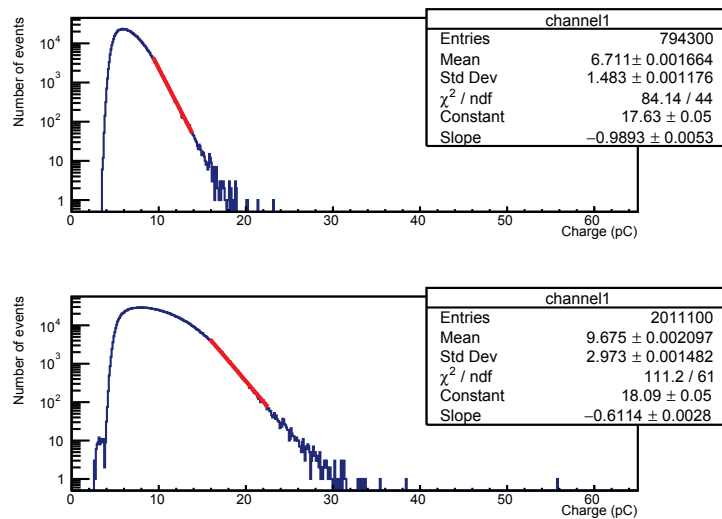 channel1
Entries 794300
Mean 6.711± 0.001664
Std Dev 1.483 ± 0.001176
χ² / ndf 84.14 / 44
Constant 17.63 ± 0.05
Slope −0.9893 ± 0.0053
Number of events
10⁴
10³
10²
10
1
0 10 20 30 40 50 60
Charge (pC)
channel1
Entries 2011100
Mean 9.675 ± 0.002097
Std Dev 2.973 ± 0.001482
χ² / ndf 111.2 / 61
Constant 18.09 ± 0.05
Slope −0.6114 ± 0.0028
Number of events
10⁴
10³
10²
10
1
0 10 20 30 40 50 60
Charge (pC)